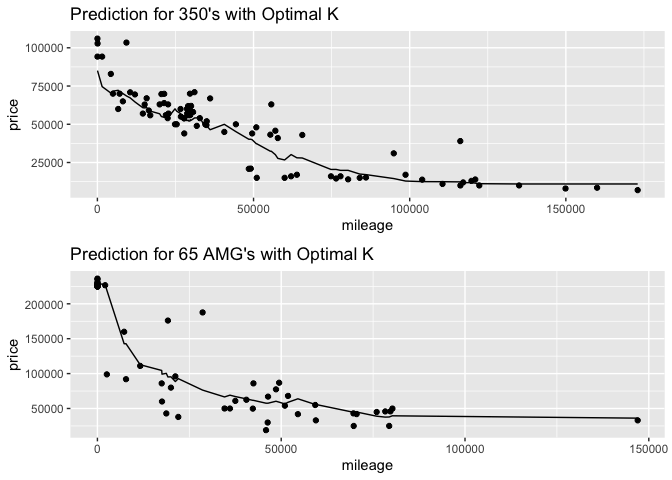 Prediction for 350's with Optimal K
100000
75000
50000
25000
price
0 50000 100000 150000
mileage
Prediction for 65 AMG's with Optimal K
200000
150000
100000
50000
price
0 50000 100000 150000
mileage